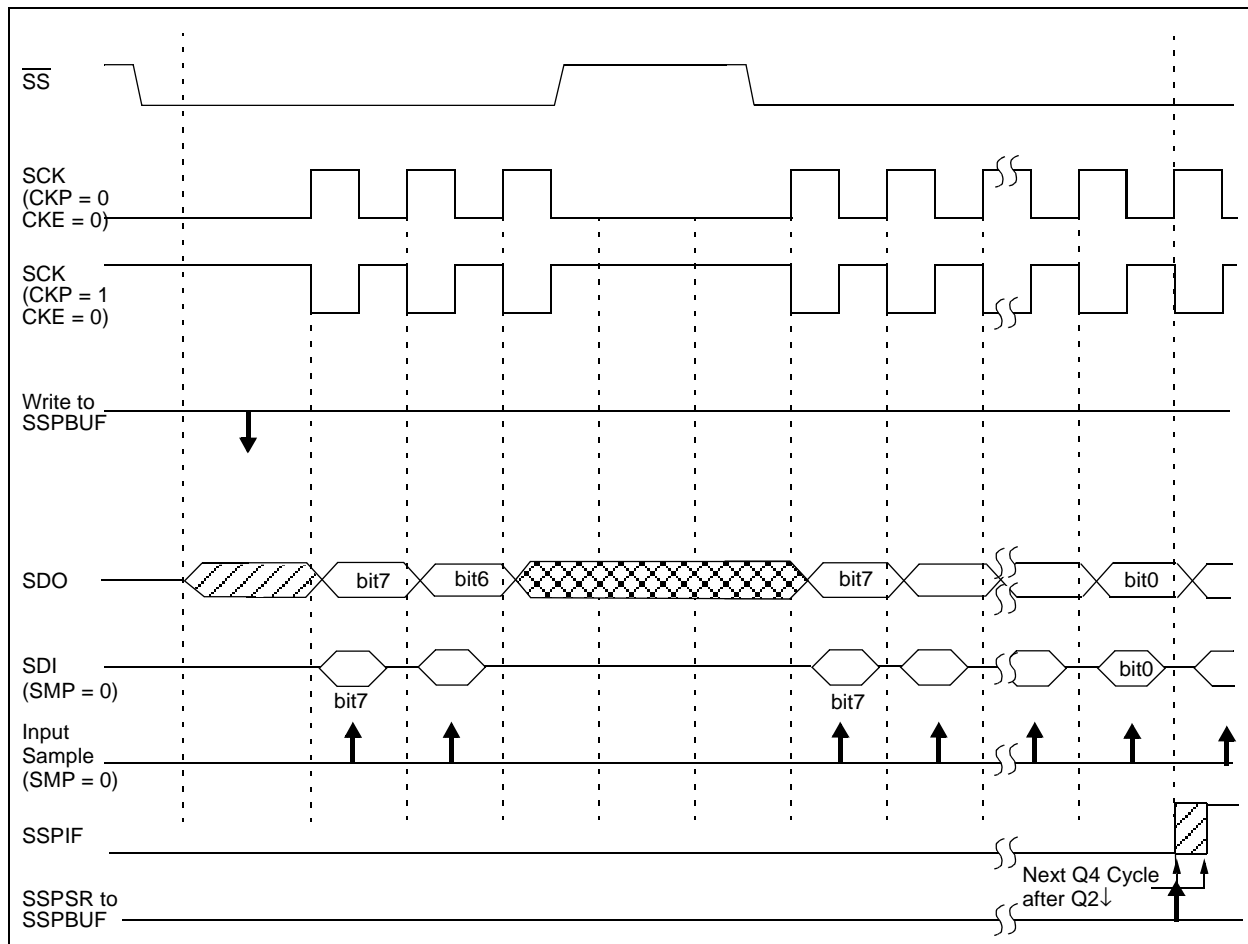 SS
SCK
(CKP = 0
CKE = 0)
SCK
(CKP = 1
CKE = 0)
Write to
SSPBUF
SDO
bit7
bit6
bit7
bit0
SDI
(SMP = 0)
bit7
bit7
bit0
Input
Sample
(SMP = 0)
SSPIF
Next Q4 Cycle
after Q2↓
SSPSR to
SSPBUF